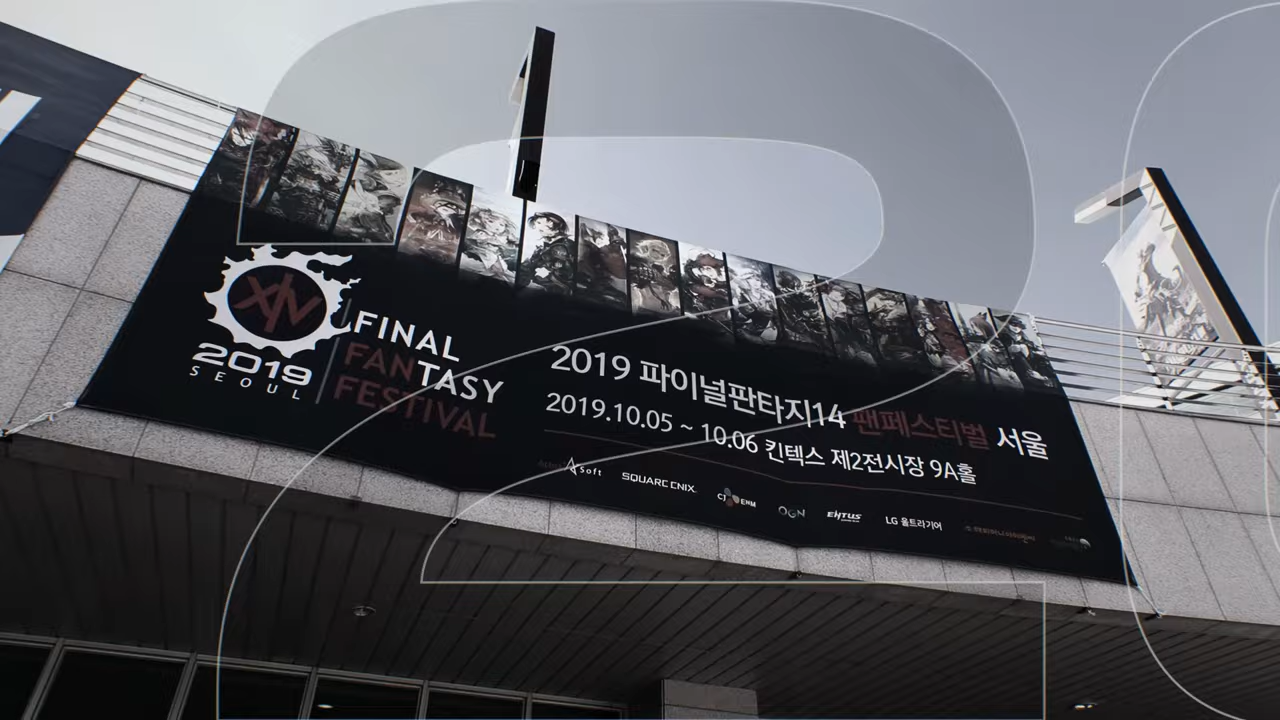 XIV
2019
SEOUL
FINAL
FANTASY
FESTIVAL
2019 파이널판타지14 팬페스티벌 서울
2019.10.05 ~ 10.06 킨텍스 제2전시장 9A홀
Soft
SQUARE ENIX.
CJ ENM
OGN
ENTUS
LG 울트라기어